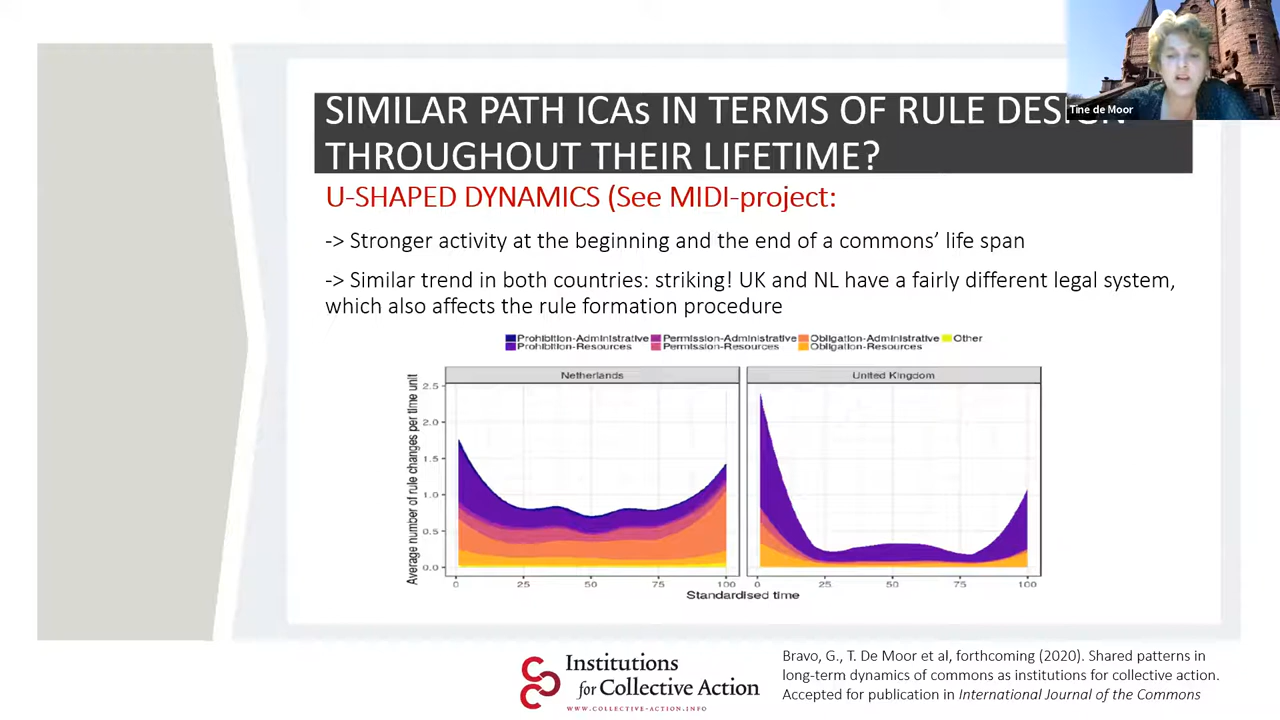 SIMILAR PATH ICAs IN TERMS OF RULE DESIGN
THROUGHOUT THEIR LIFETIME?
Tine de Moor
U-SHAPED DYNAMICS (See MIDI-project:
-> Stronger activity at the beginning and the end of a commons’ life span
-> Similar trend in both countries: striking! UK and NL have a fairly different legal system,
which also affects the rule formation procedure
Prohibition-Administrative Permission-Administrative Obligation-Administrative Other
Prohibition-Resources Permission-Resources Obligation-Resources
Netherlands United Kingdom
Average number of rule changes per time unit
2.5
2.0
1.5
1.0
0.5
0.0
0 25 50 75 100 0 25 50 75 100
Standardised time
Institutions
for Collective Action
WWW.COLLECTIVE-ACTION.INFO
Bravo, G., T. De Moor et al, forthcoming (2020). Shared patterns in
long-term dynamics of commons as institutions for collective action.
Accepted for publication in International Journal of the Commons